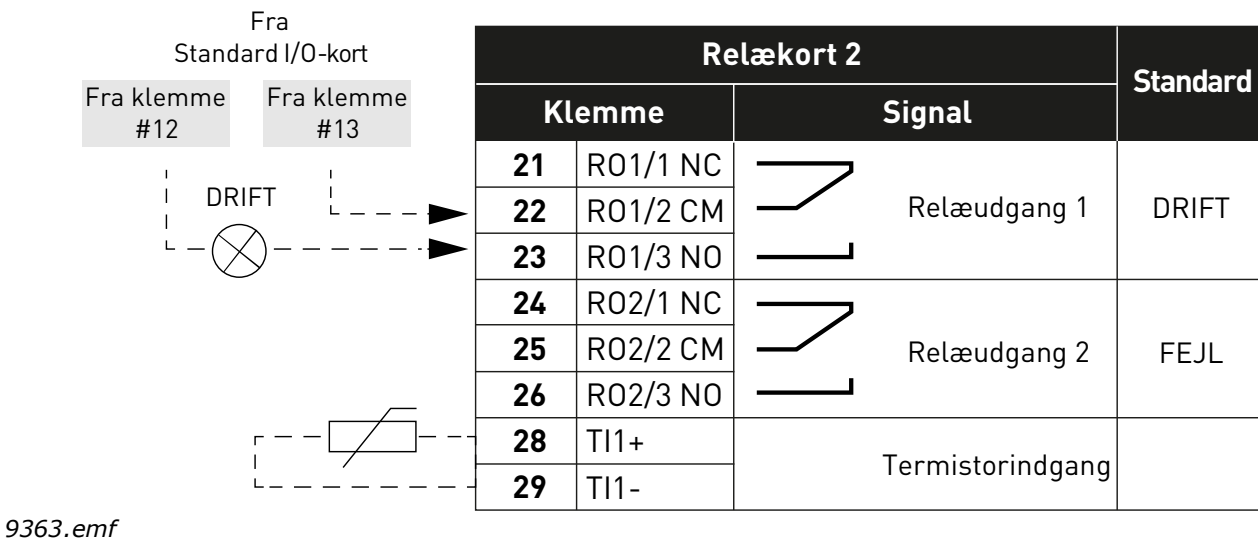 Fra
Standard I/O-kort
Fra klemme
#12
Fra klemme
#13
DRIFT
Relækort 2
Standard
Klemme
Signal
21 RO1/1 NC
22 RO1/2 CM Relæudgang 1 DRIFT
23 RO1/3 NO
24 RO2/1 NC
25 RO2/2 CM Relæudgang 2 FEJL
26 RO2/3 NO
28 TI1+
Termistorindgang
29 TI1-
9363.emf